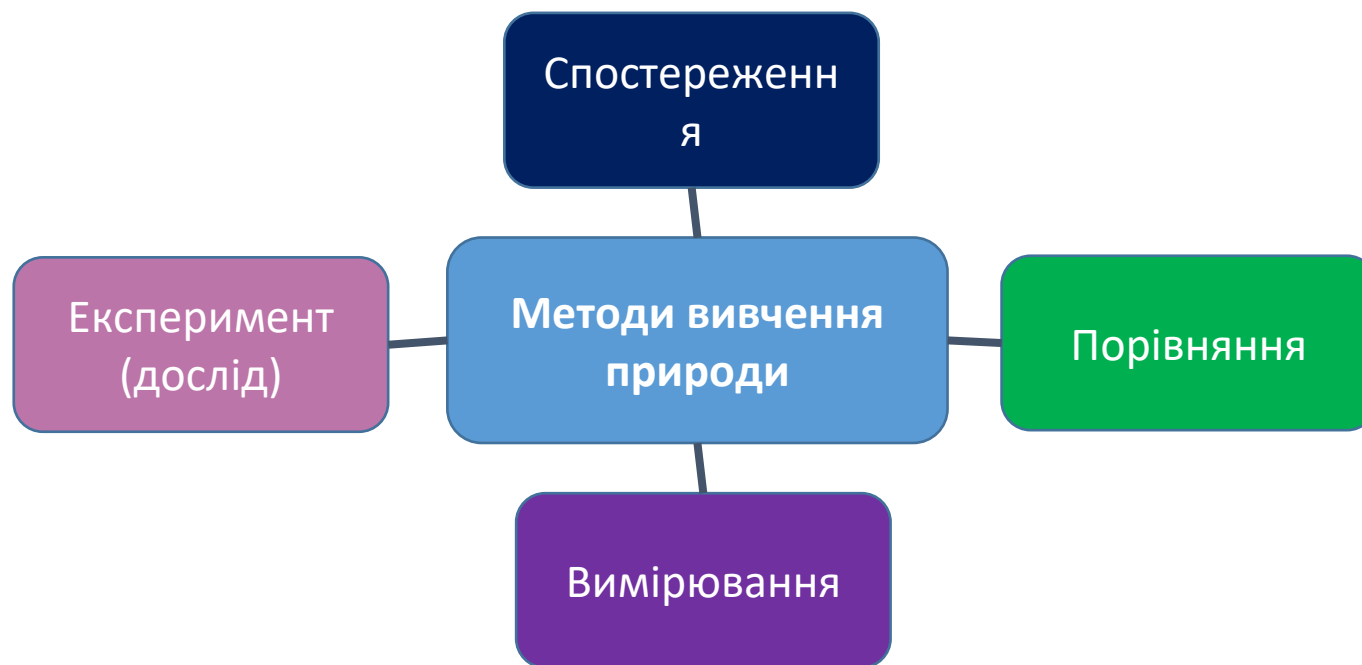 Спостереженн
я
Експеримент
(дослід)
Методи вивчення
природи
Порівняння
Вимірювання